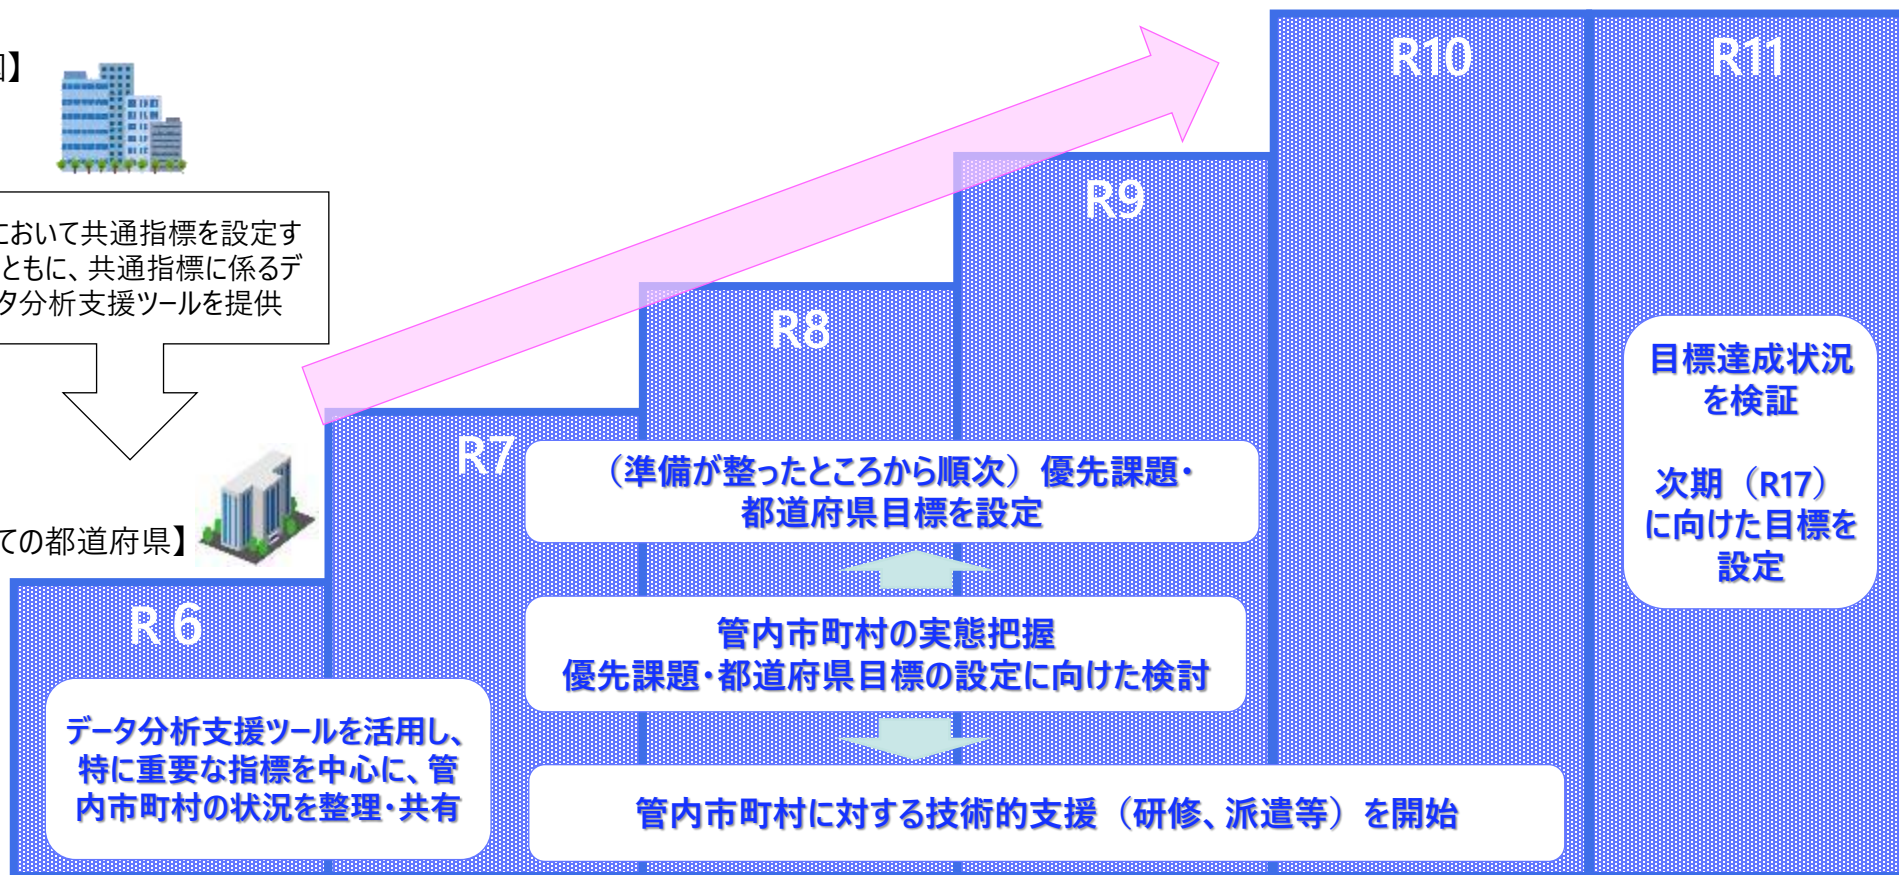 国】
において共通指標を設定す
ともに、共通指標に係るデ
タ分析支援ツールを提供
ての都道府県】
R 6
データ分析支援ツールを活用し、
特に重要な指標を中心に、管
内市町村の状況を整理・共有
R7
R8
R9
R10
R11
（準備が整ったところから順次）優先課題・
都道府県目標を設定
管内市町村の実態把握
優先課題・都道府県目標の設定に向けた検討
管内市町村に対する技術的支援（研修、派遣等）を開始
目標達成状況
を検証
次期（R17）
に向けた目標を
設定